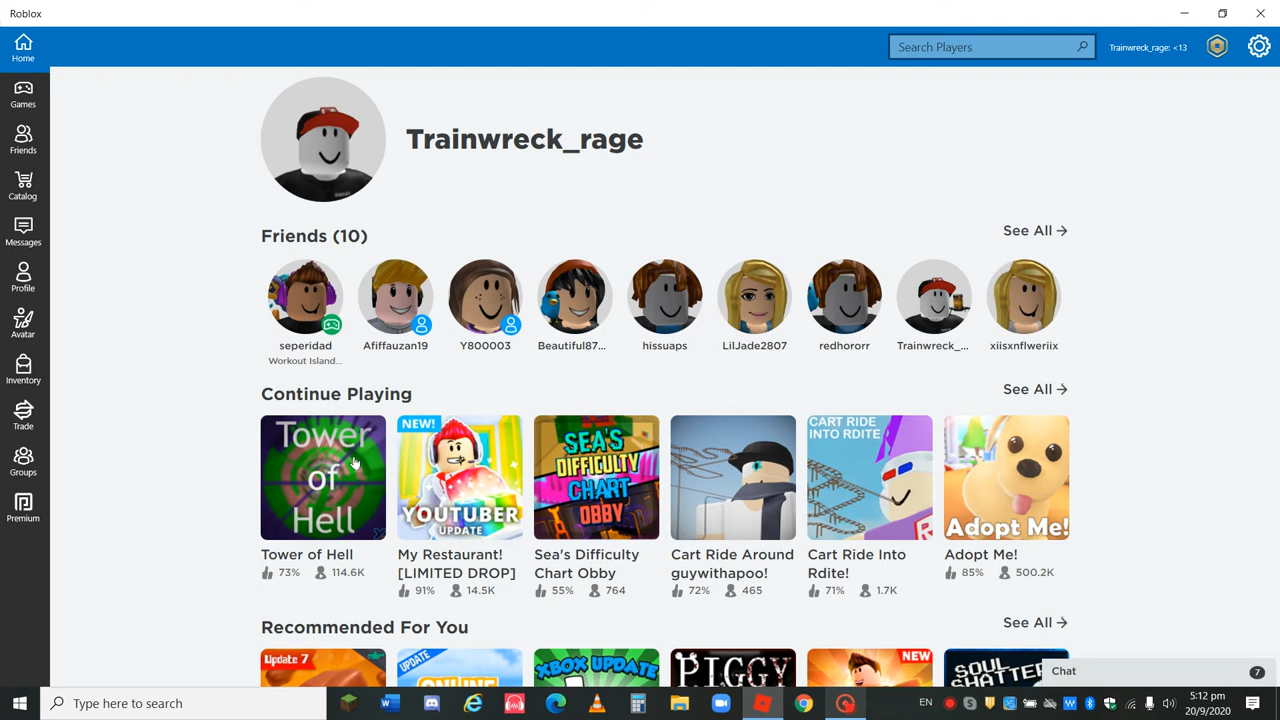 Roblox
Home
Search Players
Trainwreck_rage: <13
Games
Friends
Catalog
Messages
Profile
Avatar
Inventory
Trade
Groups
Premium
Trainwreck_rage
Friends (10)
See All
seperidad
Afiffauzan19
Y800003
Beautiful87...
hissuaps
LilJade2807
redhororr
Trainwreck_...
xiisxnflweriix
Workout Island...
Continue Playing
See All
Tower
of
Hell
NEW!
YOUTUBER
UPDATE
SEA'S
DIFFICULTY
CHART
OBBY
CART RIDE
INTO RDITE!
Adopt Me!
Tower of Hell
73% 114.6K
My Restaurant!
[LIMITED DROP]
91% 14.5K
Sea's Difficulty
Chart Obby
55% 764
Cart Ride Around
guywithapoo!
72% 465
Cart Ride Into
Rdite!
71% 1.7K
Adopt Me!
85% 500.2K
Recommended For You
See All
Update 7
UPDATE
ONLINE
XBOX UPDATE
PIGGY
NEW
SOUL
SHATTER
Chat
7
Type here to search
EN
5:12 pm
20/9/2020